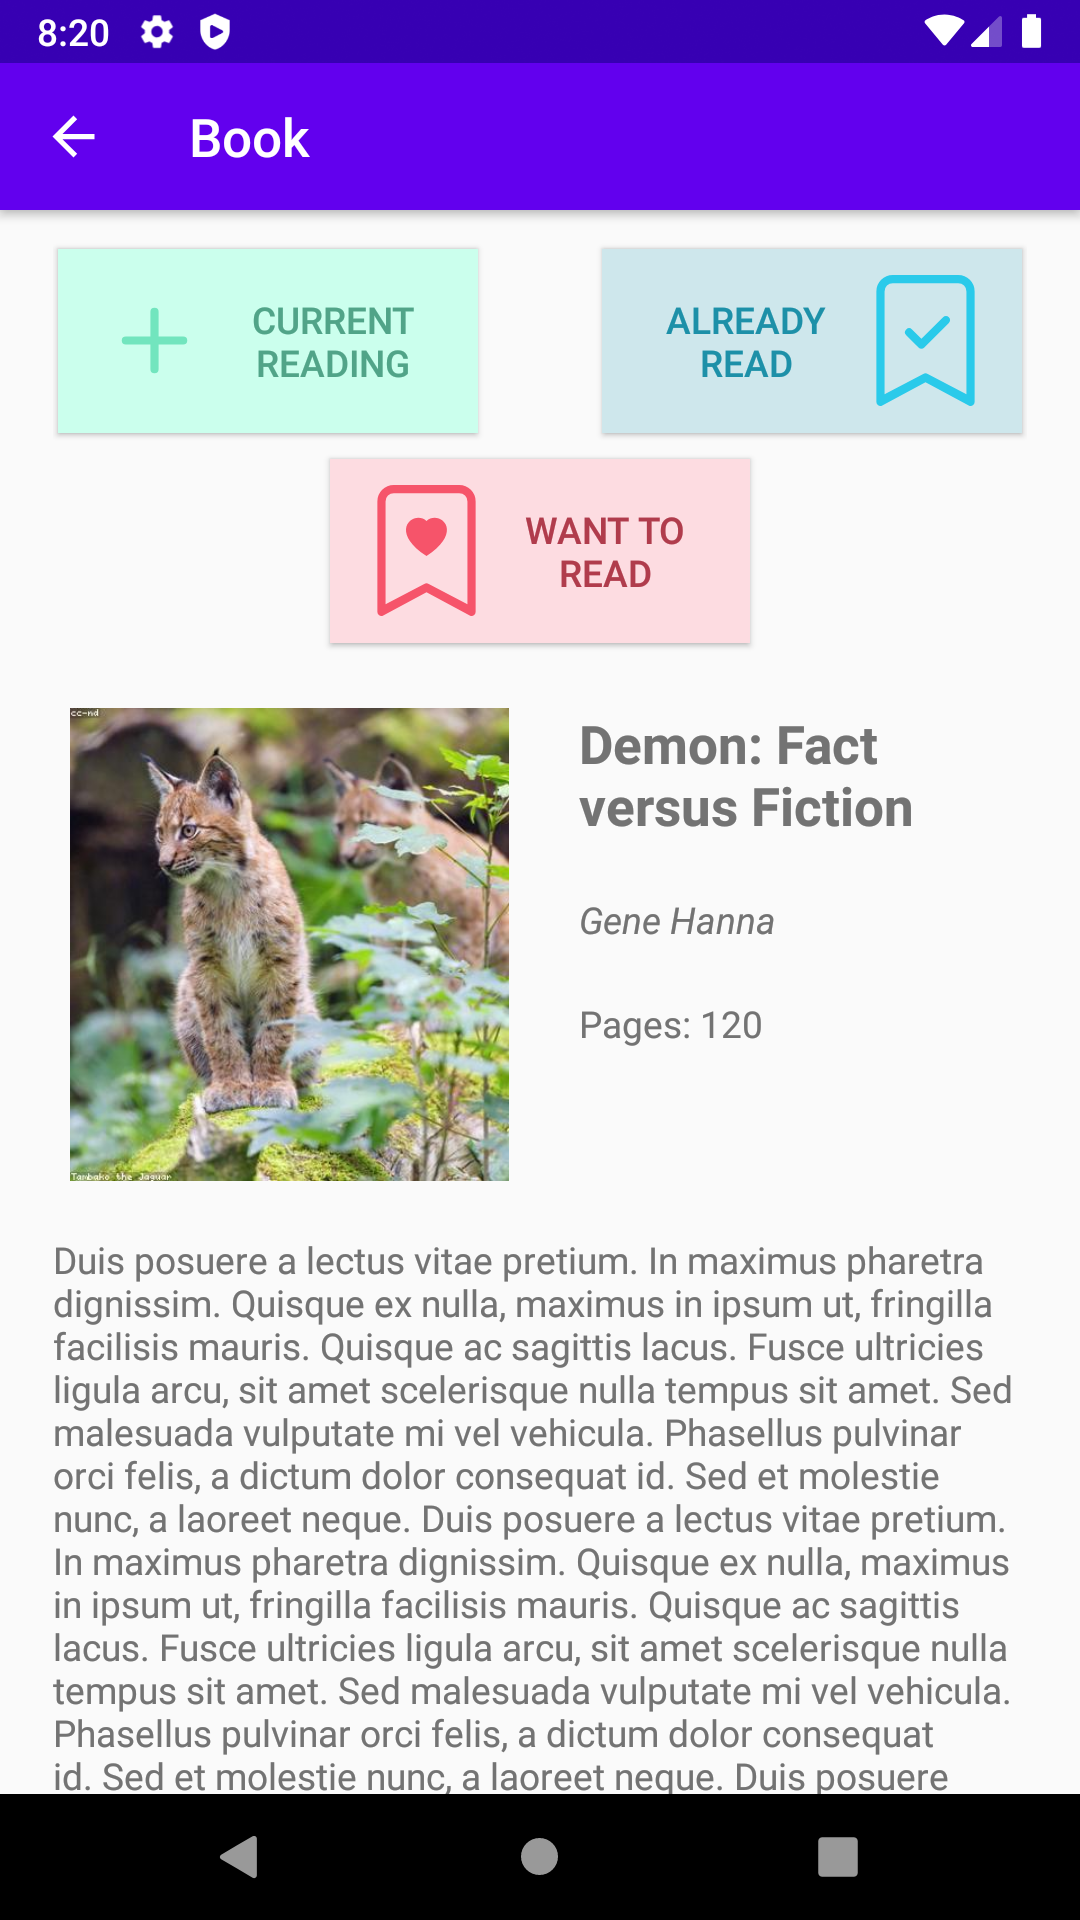 8:20
Book
CURRENT
READING
ALREADY
READ
WANT TO
READ
cc-nd
Tambako the Jaguar
Demon: Fact
versus Fiction
Gene Hanna
Pages: 120
Duis posuere a lectus vitae pretium. In maximus pharetra
dignissim. Quisque ex nulla, maximus in ipsum ut, fringilla
facilisis mauris. Quisque ac sagittis lacus. Fusce ultricies
ligula arcu, sit amet scelerisque nulla tempus sit amet. Sed
malesuada vulputate mi vel vehicula. Phasellus pulvinar
orci felis, a dictum dolor consequat id. Sed et molestie
nunc, a laoreet neque. Duis posuere a lectus vitae pretium.
In maximus pharetra dignissim. Quisque ex nulla, maximus
in ipsum ut, fringilla facilisis mauris. Quisque ac sagittis
lacus. Fusce ultricies ligula arcu, sit amet scelerisque nulla
tempus sit amet. Sed malesuada vulputate mi vel vehicula.
Phasellus pulvinar orci felis, a dictum dolor consequat
id. Sed et molestie nunc, a laoreet neque. Duis posuere